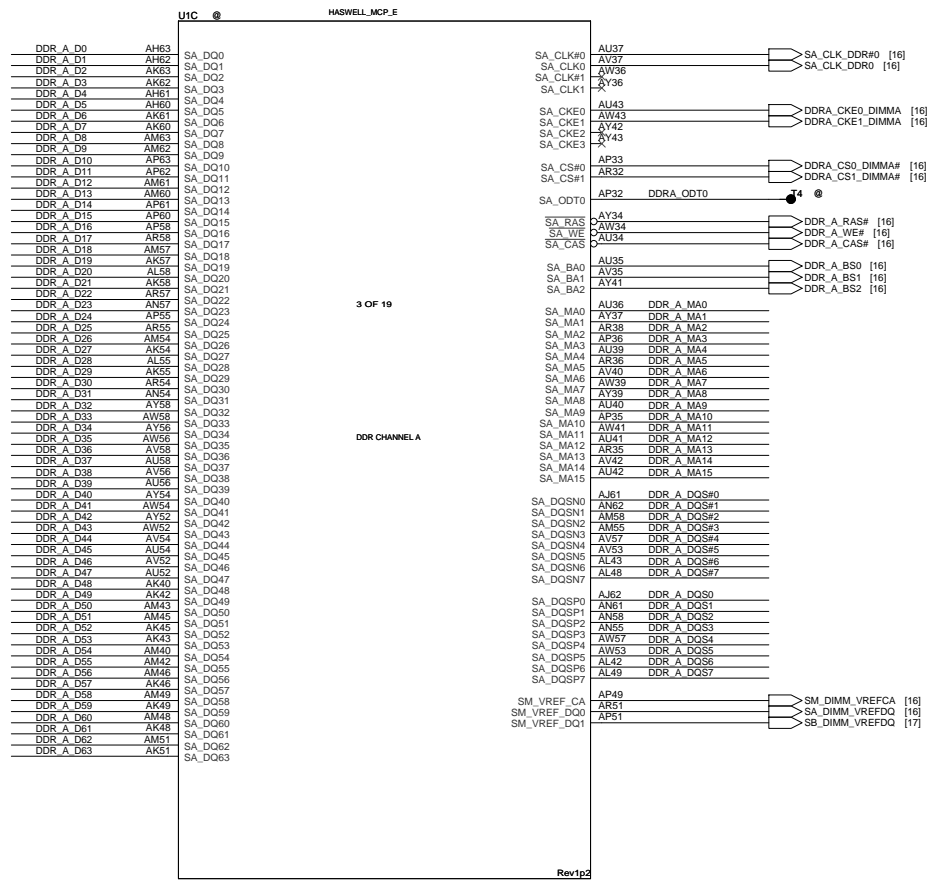 U1C @ HASWELL_MCP_E
DDR_A_D0 AH63 SA_DQ0
DDR_A_D1 AH62 SA_DQ1
DDR_A_D2 AK63 SA_DQ2
DDR_A_D3 AK62 SA_DQ3
DDR_A_D4 AH61 SA_DQ4
DDR_A_D5 AH60 SA_DQ5
DDR_A_D6 AK61 SA_DQ6
DDR_A_D7 AK60 SA_DQ7
DDR_A_D8 AM63 SA_DQ8
DDR_A_D9 AM62 SA_DQ9
DDR_A_D10 AP63 SA_DQ10
DDR_A_D11 AP62 SA_DQ11
DDR_A_D12 AM61 SA_DQ12
DDR_A_D13 AM60 SA_DQ13
DDR_A_D14 AP61 SA_DQ14
DDR_A_D15 AP60 SA_DQ15
DDR_A_D16 AP58 SA_DQ16
DDR_A_D17 AR58 SA_DQ17
DDR_A_D18 AM57 SA_DQ18
DDR_A_D19 AK57 SA_DQ19
DDR_A_D20 AL58 SA_DQ20
DDR_A_D21 AK58 SA_DQ21
DDR_A_D22 AR57 SA_DQ22
DDR_A_D23 AN57 SA_DQ23
DDR_A_D24 AP55 SA_DQ24
DDR_A_D25 AR55 SA_DQ25
DDR_A_D26 AM54 SA_DQ26
DDR_A_D27 AK54 SA_DQ27
DDR_A_D28 AL55 SA_DQ28
DDR_A_D29 AK55 SA_DQ29
DDR_A_D30 AR54 SA_DQ30
DDR_A_D31 AN54 SA_DQ31
DDR_A_D32 AY58 SA_DQ32
DDR_A_D33 AW58 SA_DQ33
DDR_A_D34 AY56 SA_DQ34
DDR_A_D35 AW56 SA_DQ35
DDR_A_D36 AV58 SA_DQ36
DDR_A_D37 AU58 SA_DQ37
DDR_A_D38 AV56 SA_DQ38
DDR_A_D39 AU56 SA_DQ39
DDR_A_D40 AY54 SA_DQ40
DDR_A_D41 AW54 SA_DQ41
DDR_A_D42 AY52 SA_DQ42
DDR_A_D43 AW52 SA_DQ43
DDR_A_D44 AV54 SA_DQ44
DDR_A_D45 AU54 SA_DQ45
DDR_A_D46 AV52 SA_DQ46
DDR_A_D47 AU52 SA_DQ47
DDR_A_D48 AK40 SA_DQ48
DDR_A_D49 AK42 SA_DQ49
DDR_A_D50 AM43 SA_DQ50
DDR_A_D51 AM45 SA_DQ51
DDR_A_D52 AK45 SA_DQ52
DDR_A_D53 AK43 SA_DQ53
DDR_A_D54 AM40 SA_DQ54
DDR_A_D55 AM42 SA_DQ55
DDR_A_D56 AM46 SA_DQ56
DDR_A_D57 AK46 SA_DQ57
DDR_A_D58 AM49 SA_DQ58
DDR_A_D59 AK49 SA_DQ59
DDR_A_D60 AM48 SA_DQ60
DDR_A_D61 AK48 SA_DQ61
DDR_A_D62 AM51 SA_DQ62
DDR_A_D63 AK51 SA_DQ63
3 OF 19
DDR CHANNEL A
SA_CLK#0 AU37 SA_CLK_DDR#0 [16]
SA_CLK0 AV37 SA_CLK_DDR0 [16]
SA_CLK#1 AW36
SA_CLK1 AY36
SA_CKE0 AU43 DDRA_CKE0_DIMMA [16]
SA_CKE1 AW43 DDRA_CKE1_DIMMA [16]
SA_CKE2 AY42
SA_CKE3 AY43
SA_CS#0 AP33 DDRA_CS0_DIMMA# [16]
SA_CS#1 AR32 DDRA_CS1_DIMMA# [16]
SA_ODT0 AP32 DDRA_ODT0 T4 @
SA_RAS AY34 DDR_A_RAS# [16]
SA_WE AW34 DDR_A_WE# [16]
SA_CAS AU34 DDR_A_CAS# [16]
SA_BA0 AU35 DDR_A_BS0 [16]
SA_BA1 AV35 DDR_A_BS1 [16]
SA_BA2 AY41 DDR_A_BS2 [16]
SA_MA0 AU36 DDR_A_MA0
SA_MA1 AY37 DDR_A_MA1
SA_MA2 AR38 DDR_A_MA2
SA_MA3 AP36 DDR_A_MA3
SA_MA4 AU39 DDR_A_MA4
SA_MA5 AR36 DDR_A_MA5
SA_MA6 AV40 DDR_A_MA6
SA_MA7 AW39 DDR_A_MA7
SA_MA8 AY39 DDR_A_MA8
SA_MA9 AU40 DDR_A_MA9
SA_MA10 AP35 DDR_A_MA10
SA_MA11 AW41 DDR_A_MA11
SA_MA12 AU41 DDR_A_MA12
SA_MA13 AR35 DDR_A_MA13
SA_MA14 AV42 DDR_A_MA14
SA_MA15 AU42 DDR_A_MA15
SA_DQSN0 AJ61 DDR_A_DQS#0
SA_DQSN1 AN62 DDR_A_DQS#1
SA_DQSN2 AM58 DDR_A_DQS#2
SA_DQSN3 AM55 DDR_A_DQS#3
SA_DQSN4 AV57 DDR_A_DQS#4
SA_DQSN5 AV53 DDR_A_DQS#5
SA_DQSN6 AL43 DDR_A_DQS#6
SA_DQSN7 AL48 DDR_A_DQS#7
SA_DQSP0 AJ62 DDR_A_DQS0
SA_DQSP1 AN61 DDR_A_DQS1
SA_DQSP2 AN58 DDR_A_DQS2
SA_DQSP3 AN55 DDR_A_DQS3
SA_DQSP4 AW57 DDR_A_DQS4
SA_DQSP5 AW53 DDR_A_DQS5
SA_DQSP6 AL42 DDR_A_DQS6
SA_DQSP7 AL49 DDR_A_DQS7
SM_VREF_CA AP49 SM_DIMM_VREFCA [16]
SM_VREF_DQ0 AR51 SA_DIMM_VREFDQ [16]
SM_VREF_DQ1 AP51 SB_DIMM_VREFDQ [17]
Rev1p2